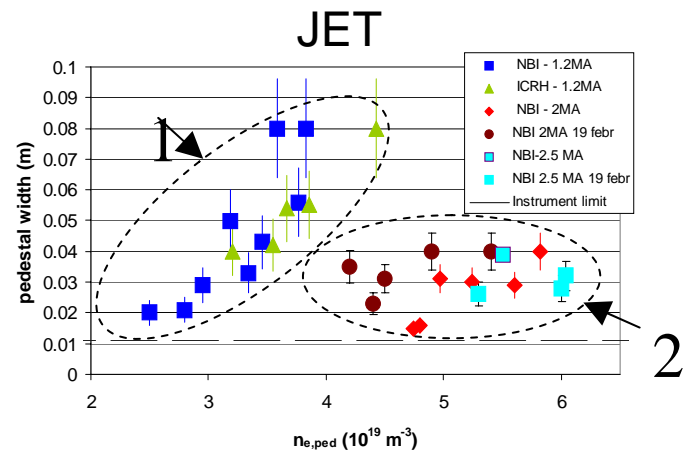 JET
NBI - 1.2MA
ICRH - 1.2MA
NBI - 2MA
NBI 2MA 19 febr
NBI-2.5 MA
NBI 2.5 MA 19 febr
Instrument limit
0.1
0.09
0.08
0.07
0.06
0.05
0.04
0.03
0.02
0.01
0
pedestal width (m)
1
2
2 3 4 5 6
n_e,ped (10^19 m^-3)